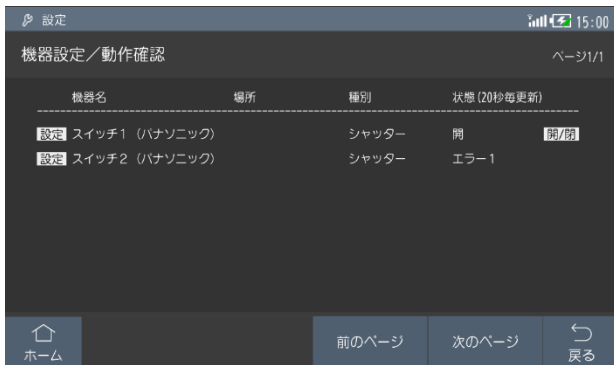 設定 15:00
機器設定／動作確認 ページ1/1
機器名 場所 種別 状態(20秒毎更新)
設定 スイッチ1（パナソニック） シャッター 開 開/閉
設定 スイッチ2（パナソニック） シャッター エラー1
ホーム 前のページ 次のページ 戻る